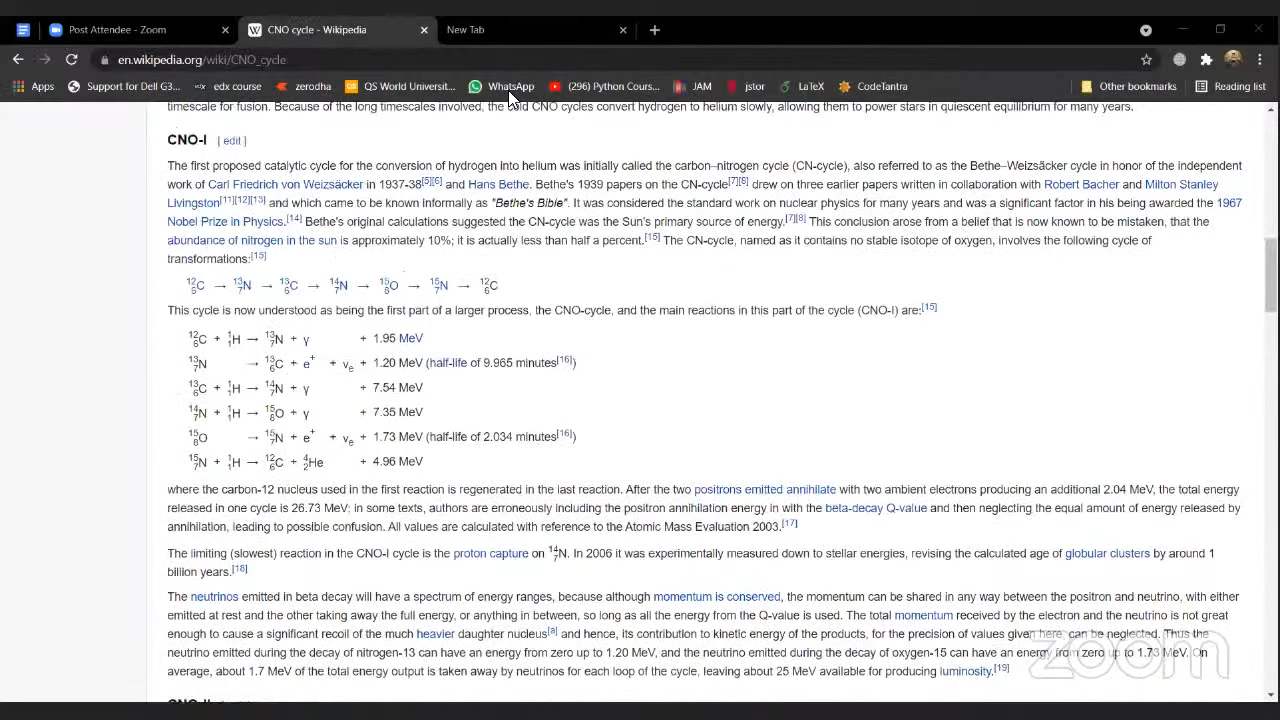 Post Attendee - Zoom
CNO cycle - Wikipedia
New Tab
en.wikipedia.org/wiki/CNO_cycle
Apps Support for Dell G3... edx course zerodha QS World Universit... WhatsApp (296) Python Cours... JAM jstor LaTeX CodeTantra Other bookmarks Reading list
timescale for fusion. Because of the long timescales involved, the cold CNO cycles convert hydrogen to helium slowly, allowing them to power stars in quiescent equilibrium for many years.
CNO-I [ edit ]
The first proposed catalytic cycle for the conversion of hydrogen into helium was initially called the carbon–nitrogen cycle (CN-cycle), also referred to as the Bethe–Weizsäcker cycle in honor of the independent
work of Carl Friedrich von Weizsäcker in 1937-38[5][6] and Hans Bethe. Bethe's 1939 papers on the CN-cycle[7][8] drew on three earlier papers written in collaboration with Robert Bacher and Milton Stanley
Livingston[11][12][13] and which came to be known informally as "Bethe's Bible". It was considered the standard work on nuclear physics for many years and was a significant factor in his being awarded the 1967
Nobel Prize in Physics.[14] Bethe's original calculations suggested the CN-cycle was the Sun's primary source of energy.[7][8] This conclusion arose from a belief that is now known to be mistaken, that the
abundance of nitrogen in the sun is approximately 10%; it is actually less than half a percent.[15] The CN-cycle, named as it contains no stable isotope of oxygen, involves the following cycle of
transformations:[15]
¹²₆C → ¹³₇N → ¹³₆C → ¹⁴₇N → ¹⁵₈O → ¹⁵₇N → ¹²₆C
This cycle is now understood as being the first part of a larger process, the CNO-cycle, and the main reactions in this part of the cycle (CNO-I) are:[15]
¹²₆C + ¹₁H → ¹³₇N + γ + 1.95 MeV
¹³₇N → ¹³₆C + e⁺ + νₑ + 1.20 MeV (half-life of 9.965 minutes[16])
¹³₆C + ¹₁H → ¹⁴₇N + γ + 7.54 MeV
¹⁴₇N + ¹₁H → ¹⁵₈O + γ + 7.35 MeV
¹⁵₈O → ¹⁵₇N + e⁺ + νₑ + 1.73 MeV (half-life of 2.034 minutes[16])
¹⁵₇N + ¹₁H → ¹²₆C + ⁴₂He + 4.96 MeV
where the carbon-12 nucleus used in the first reaction is regenerated in the last reaction. After the two positrons emitted annihilate with two ambient electrons producing an additional 2.04 MeV, the total energy
released in one cycle is 26.73 MeV; in some texts, authors are erroneously including the positron annihilation energy in with the beta-decay Q-value and then neglecting the equal amount of energy released by
annihilation, leading to possible confusion. All values are calculated with reference to the Atomic Mass Evaluation 2003.[17]
The limiting (slowest) reaction in the CNO-I cycle is the proton capture on ¹⁴₇N. In 2006 it was experimentally measured down to stellar energies, revising the calculated age of globular clusters by around 1
billion years.[18]
The neutrinos emitted in beta decay will have a spectrum of energy ranges, because although momentum is conserved, the momentum can be shared in any way between the positron and neutrino, with either
emitted at rest and the other taking away the full energy, or anything in between, so long as all the energy from the Q-value is used. The total momentum received by the electron and the neutrino is not great
enough to cause a significant recoil of the much heavier daughter nucleus[a] and hence, its contribution to kinetic energy of the products, for the precision of values given here, can be neglected. Thus the
neutrino emitted during the decay of nitrogen-13 can have an energy from zero up to 1.20 MeV, and the neutrino emitted during the decay of oxygen-15 can have an energy from zero up to 1.73 MeV. On
average, about 1.7 MeV of the total energy output is taken away by neutrinos for each loop of the cycle, leaving about 25 MeV available for producing luminosity.[19]
zoom